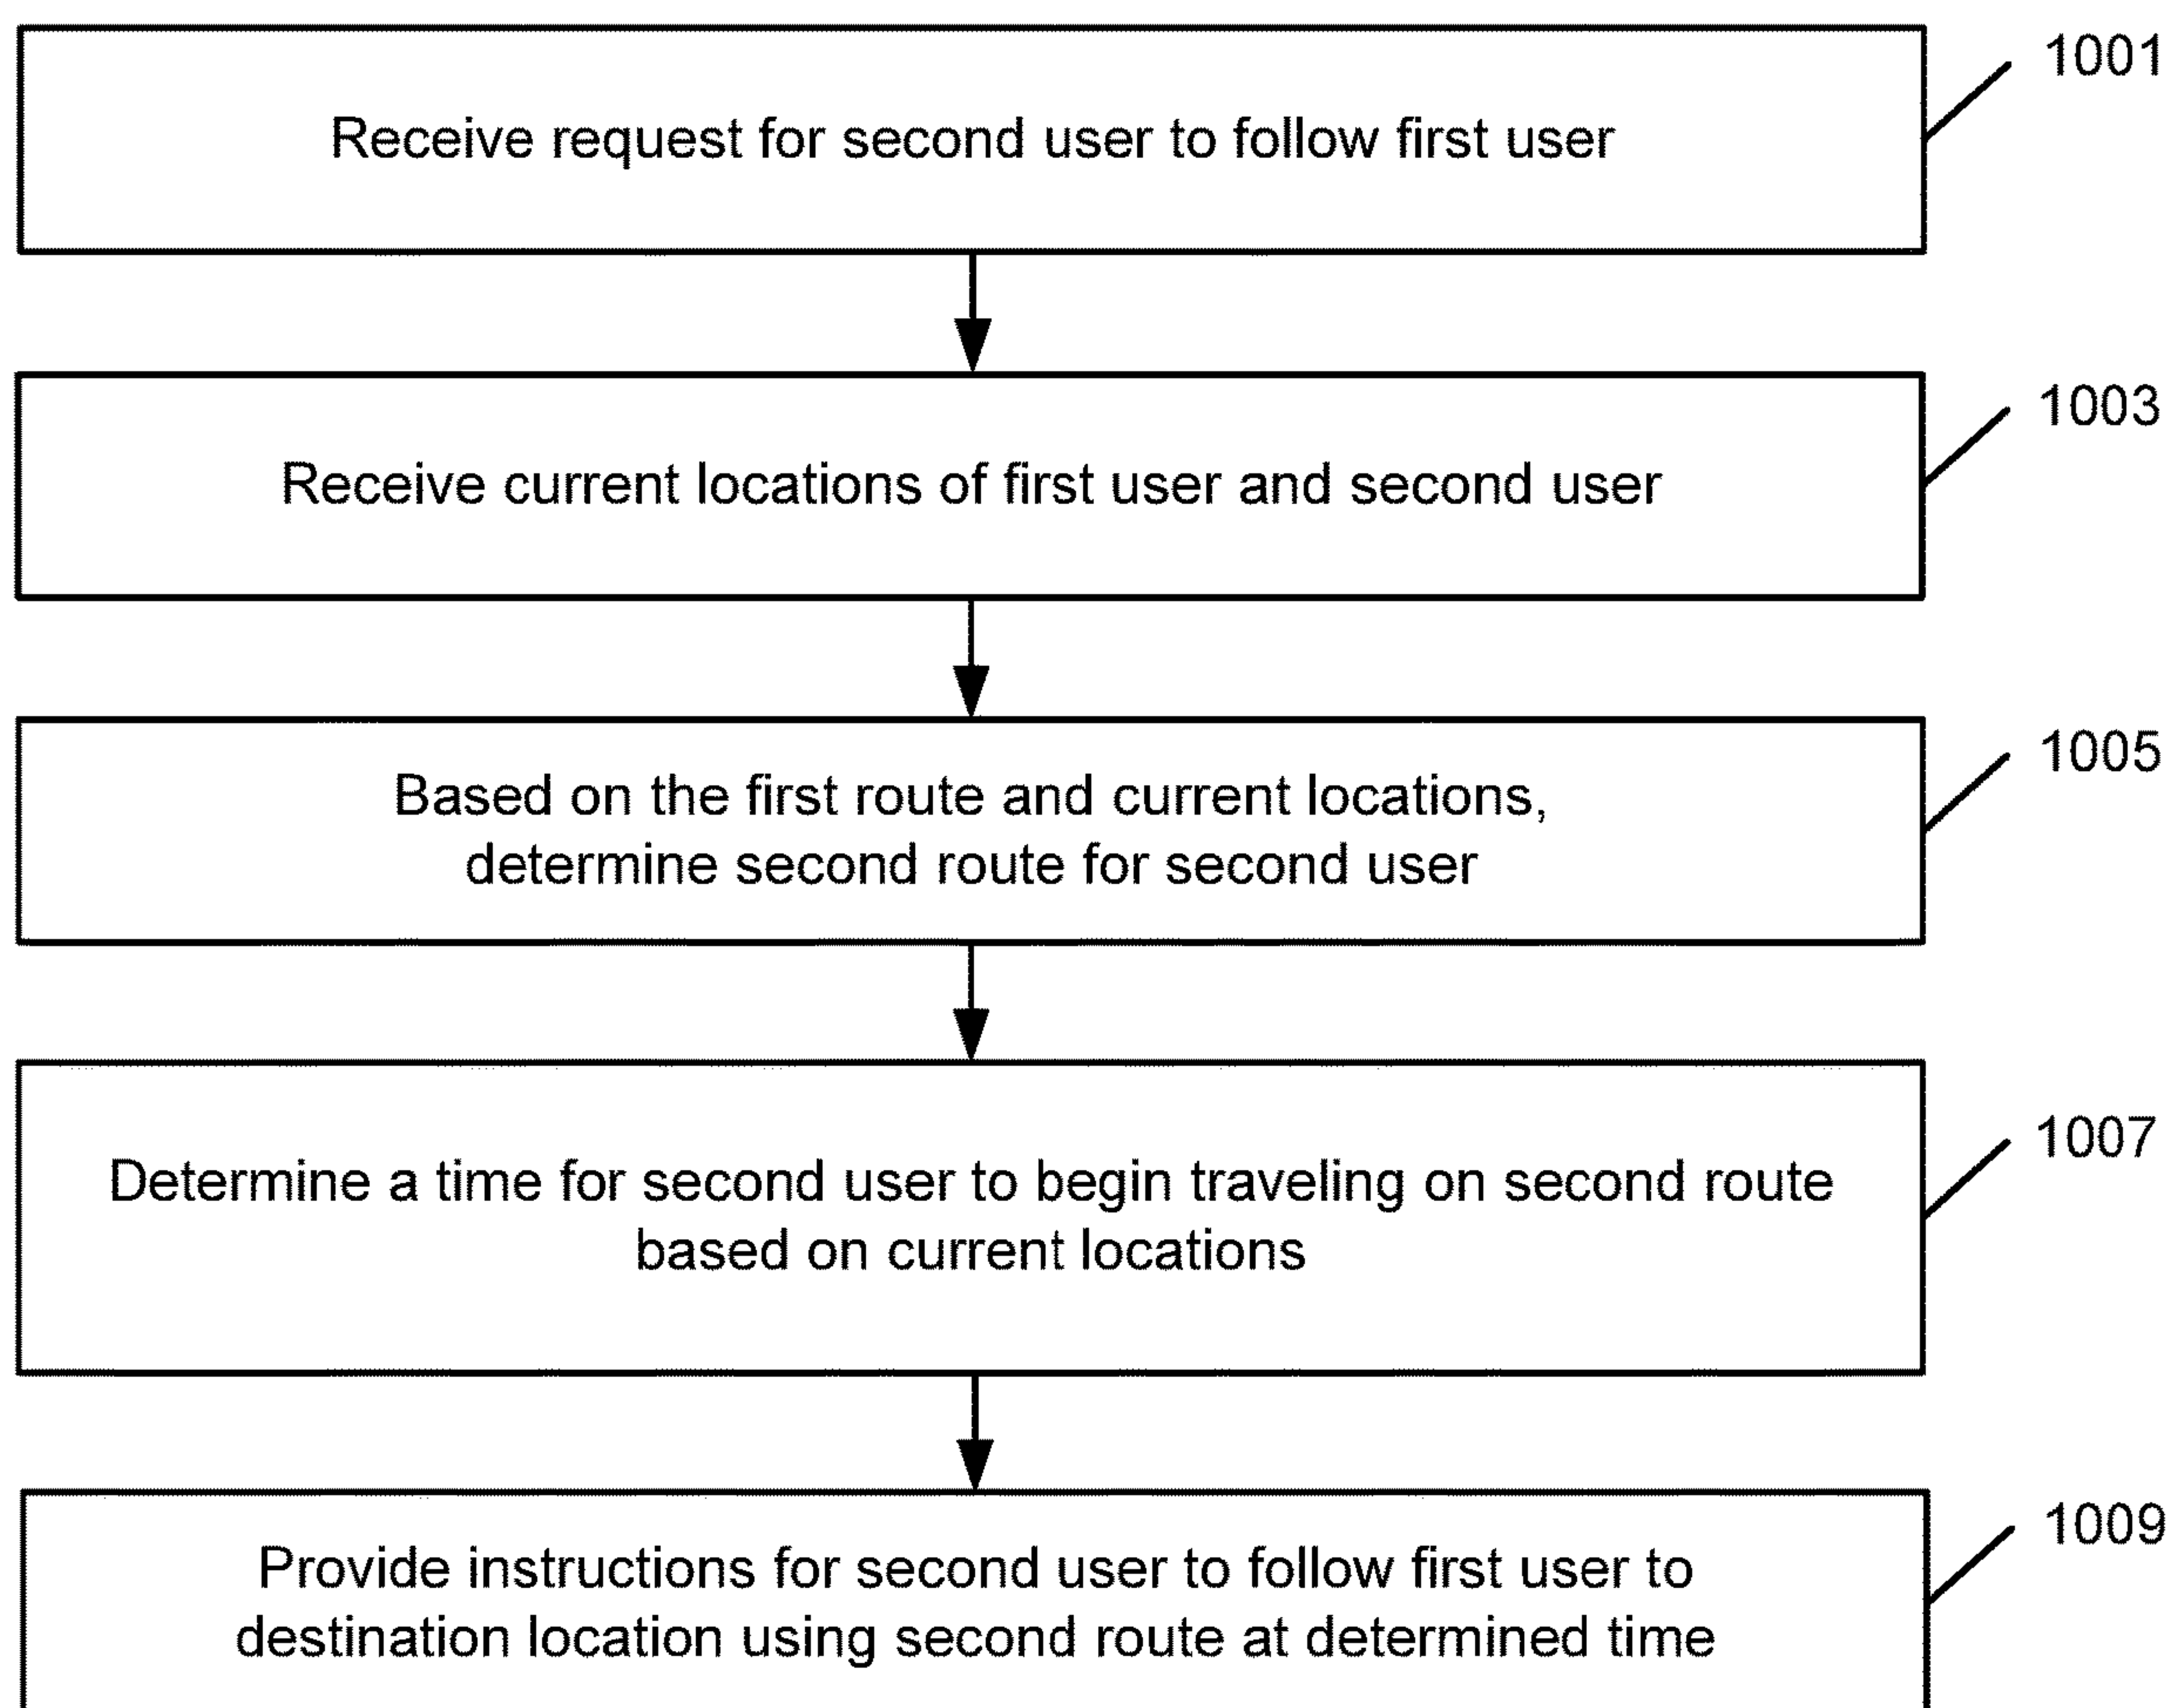 1001
Receive request for second user to follow first user
1003
Receive current locations of first user and second user
1005
Based on the first route and current locations,
determine second route for second user
1007
Determine a time for second user to begin traveling on second route
based on current locations
1009
Provide instructions for second user to follow first user to
destination location using second route at determined time